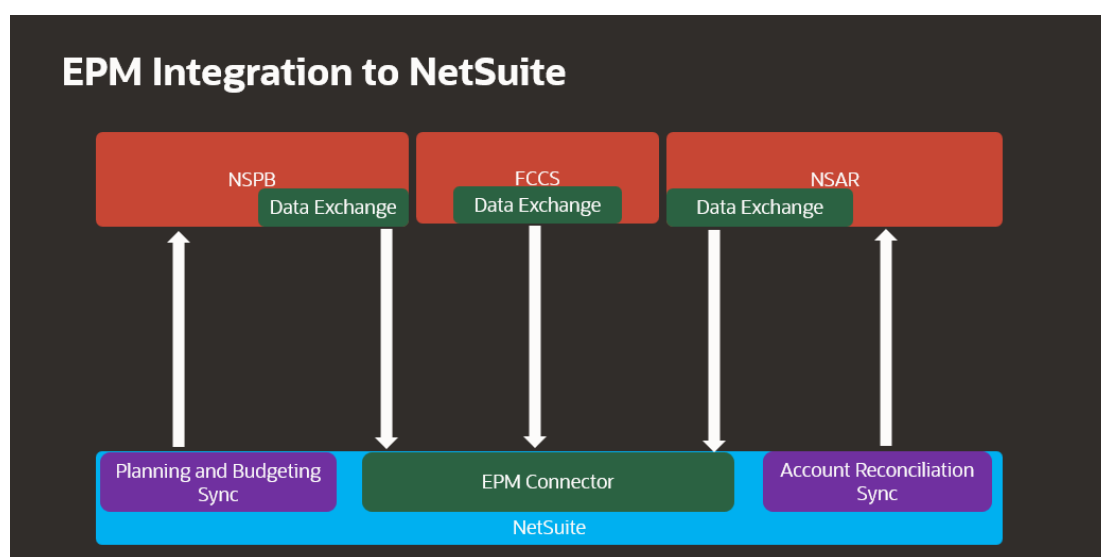 EPM Integration to NetSuite
NSPB
FCCS
NSAR
Data Exchange
Data Exchange
Data Exchange
Planning and Budgeting
Sync
EPM Connector
Account Reconciliation
Sync
NetSuite